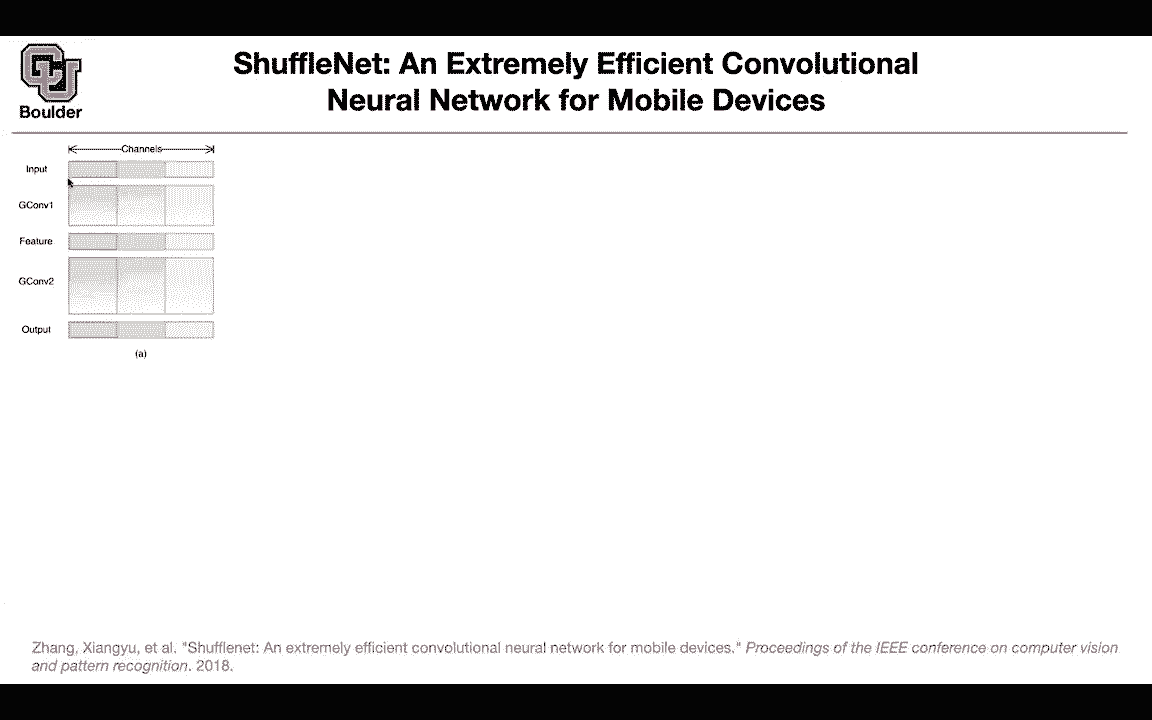 ShuffleNet: An Extremely Efficient Convolutional
Neural Network for Mobile Devices
CU
Boulder
Channels
Input
GConv1
Feature
GConv2
Output
(a)
Zhang, Xiangyu, et al. "Shufflenet: An extremely efficient convolutional neural network for mobile devices." Proceedings of the IEEE conference on computer vision
and pattern recognition. 2018.